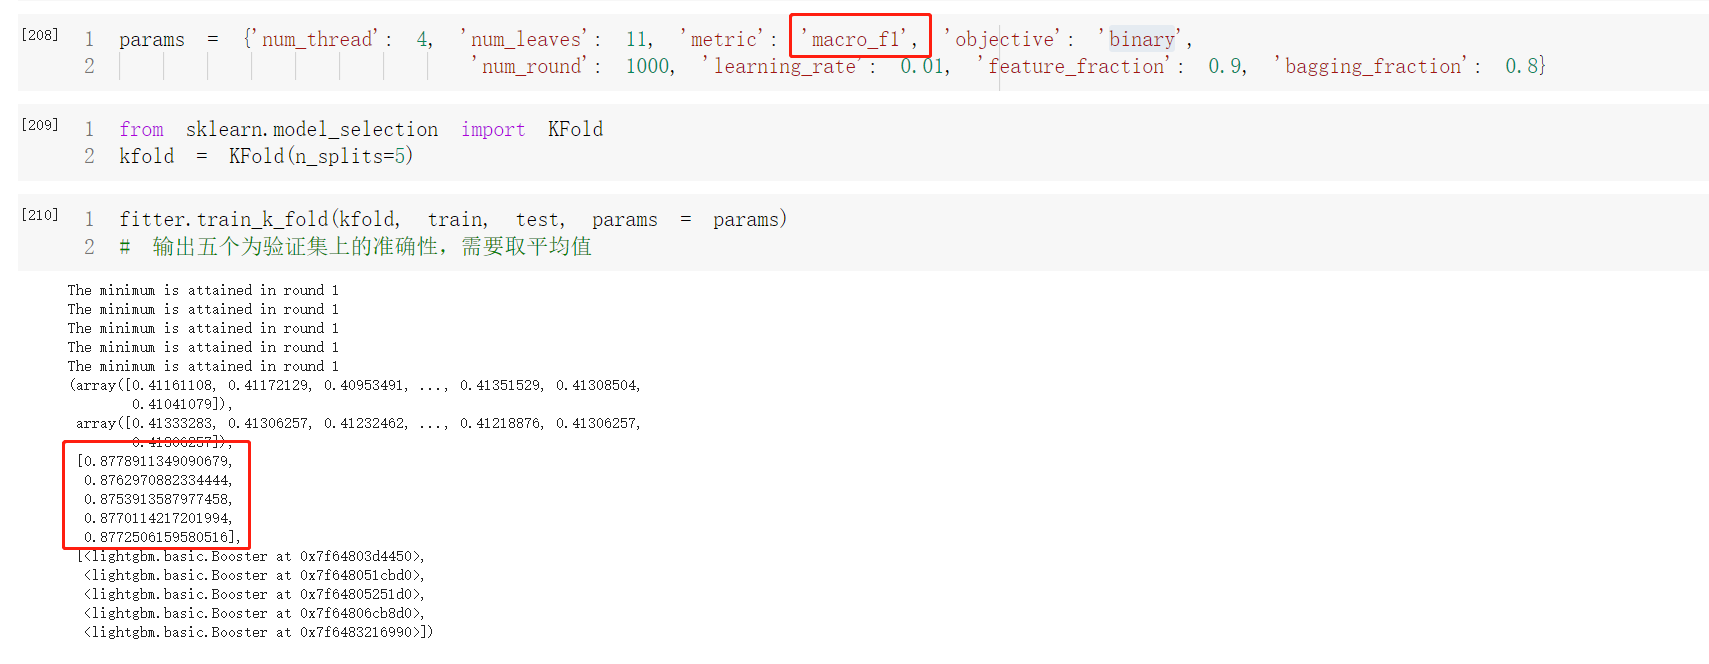 [208] 1 params = {'num_thread': 4, 'num_leaves': 11, 'metric': 'macro_f1', 'objective': 'binary',
2 'num_round': 1000, 'learning_rate': 0.01, 'feature_fraction': 0.9, 'bagging_fraction': 0.8}
[209] 1 from sklearn.model_selection import KFold
2 kfold = KFold(n_splits=5)
[210] 1 fitter.train_k_fold(kfold, train, test, params = params)
2 # 输出五个为验证集上的准确性，需要取平均值
The minimum is attained in round 1
The minimum is attained in round 1
The minimum is attained in round 1
The minimum is attained in round 1
The minimum is attained in round 1
(array([0.41161108, 0.41172129, 0.40953491, ..., 0.41351529, 0.41308504,
0.41041079]),
array([0.41333283, 0.41306257, 0.41232462, ..., 0.41218876, 0.41306257,
0.41306257]),
[0.8778911349090679,
0.8762970882334444,
0.8753913587977458,
0.8770114217201994,
0.8772506159580516],
[<lightgbm.basic.Booster at 0x7f64803d4450>,
<lightgbm.basic.Booster at 0x7f648051cbd0>,
<lightgbm.basic.Booster at 0x7f64805251d0>,
<lightgbm.basic.Booster at 0x7f64806cb8d0>,
<lightgbm.basic.Booster at 0x7f6483216990>])